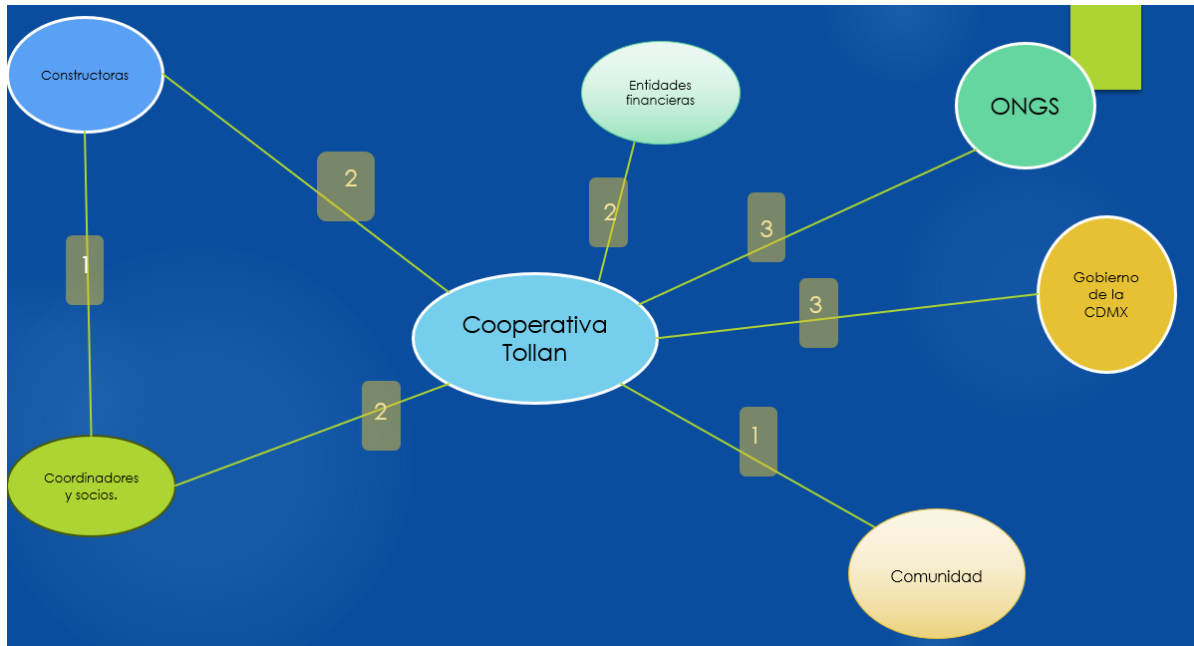 Constructoras
Entidades
financieras
ONGS
2
2
3
1
Gobierno
de la
CDMX
3
Cooperativa
Tollan
2
1
Coordinadores
y socios.
Comunidad